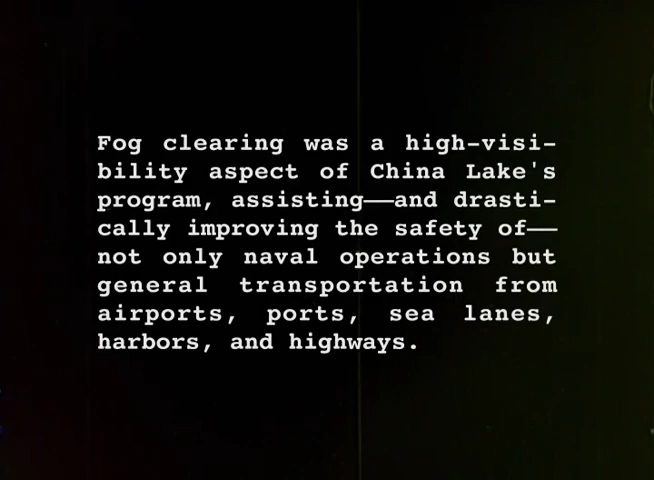 Fog clearing was a high-visi-
bility aspect of China Lake's
program, assisting——and drasti-
cally improving the safety of——
not only naval operations but
general transportation from
airports, ports, sea lanes,
harbors, and highways.